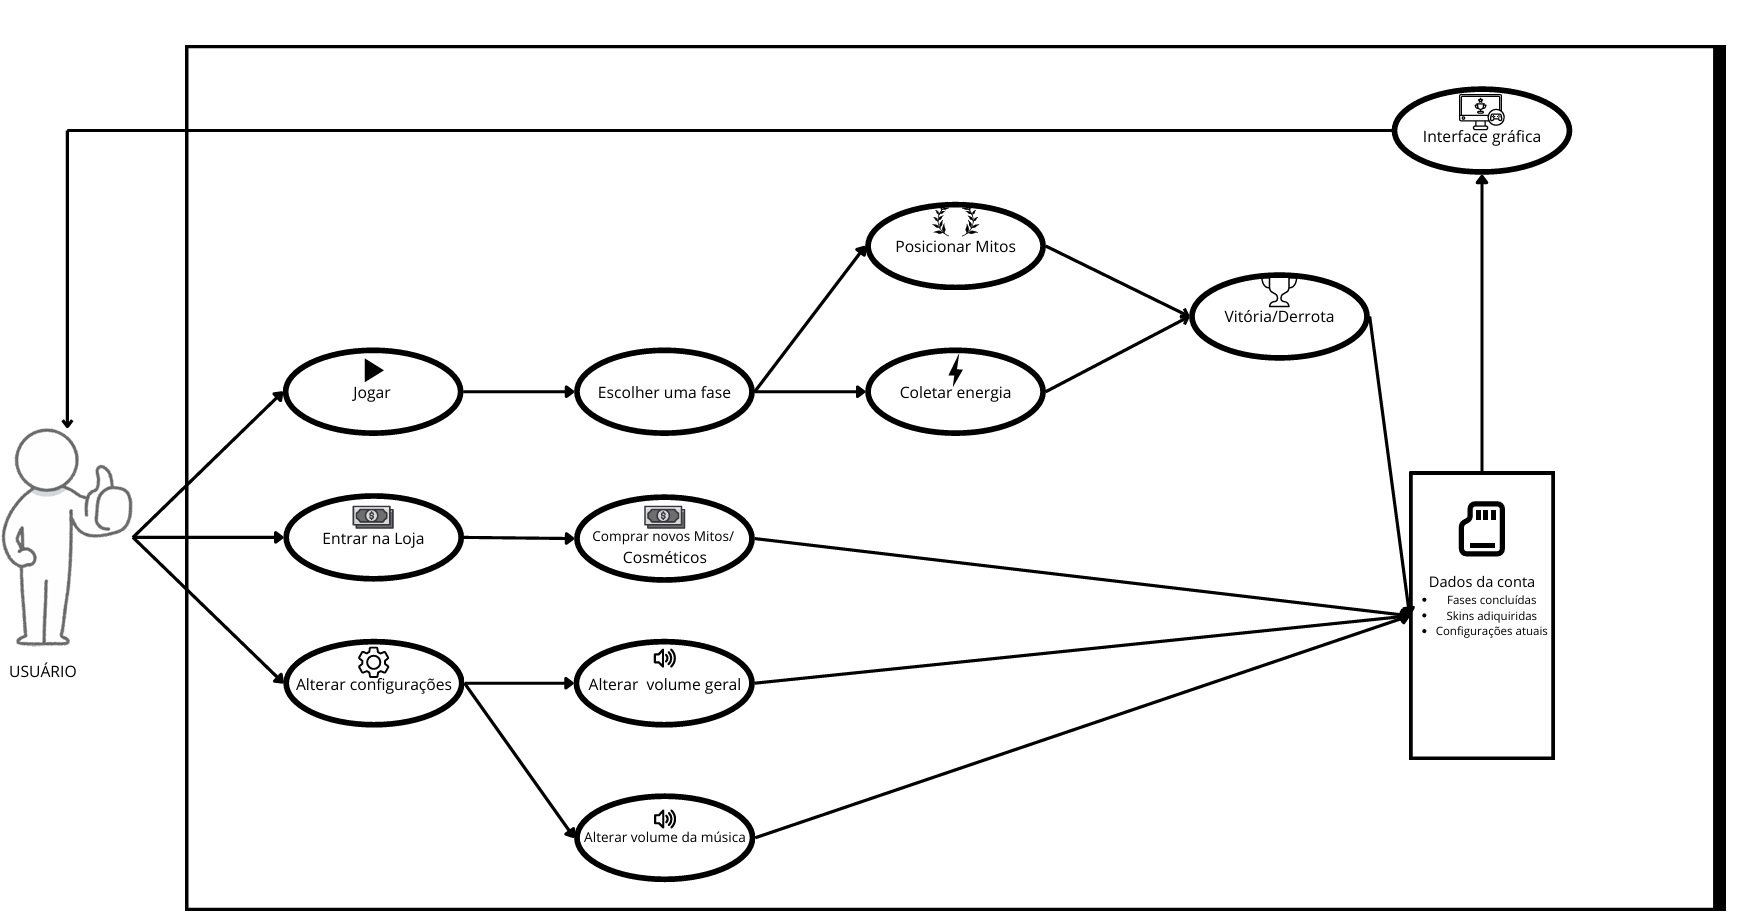 Interface gráfica
Posicionar Mitos
Vitória/Derrota
Jogar
Escolher uma fase
Coletar energia
Entrar na Loja
Comprar novos Mitos/
Cosméticos
Dados da conta
• Fases concluídas
• Skins adiquiridas
• Configurações atuais
USUÁRIO
Alterar configurações
Alterar volume geral
Alterar volume da música